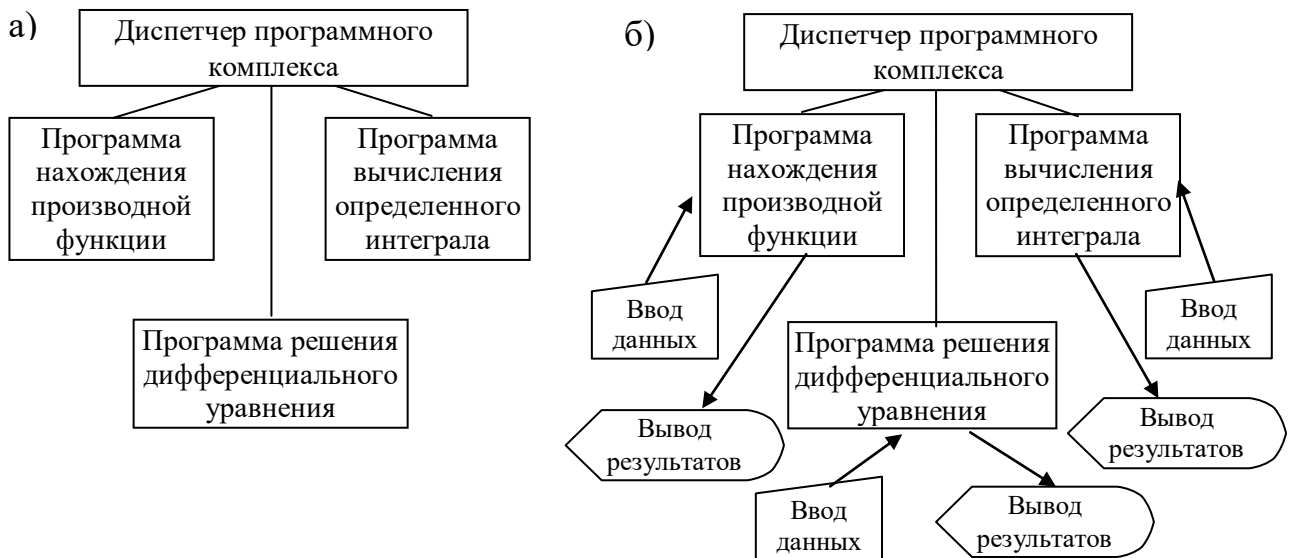 а)
Диспетчер программного
комплекса
Программа
нахождения
производной
функции
Программа
вычисления
определенного
интеграла
Программа решения
дифференциального
уравнения
б)
Диспетчер программного
комплекса
Программа
нахождения
производной
функции
Программа
вычисления
определенного
интеграла
Ввод
данных
Программа решения
дифференциального
уравнения
Ввод
данных
Вывод
результатов
Вывод
результатов
Ввод
данных
Вывод
результатов